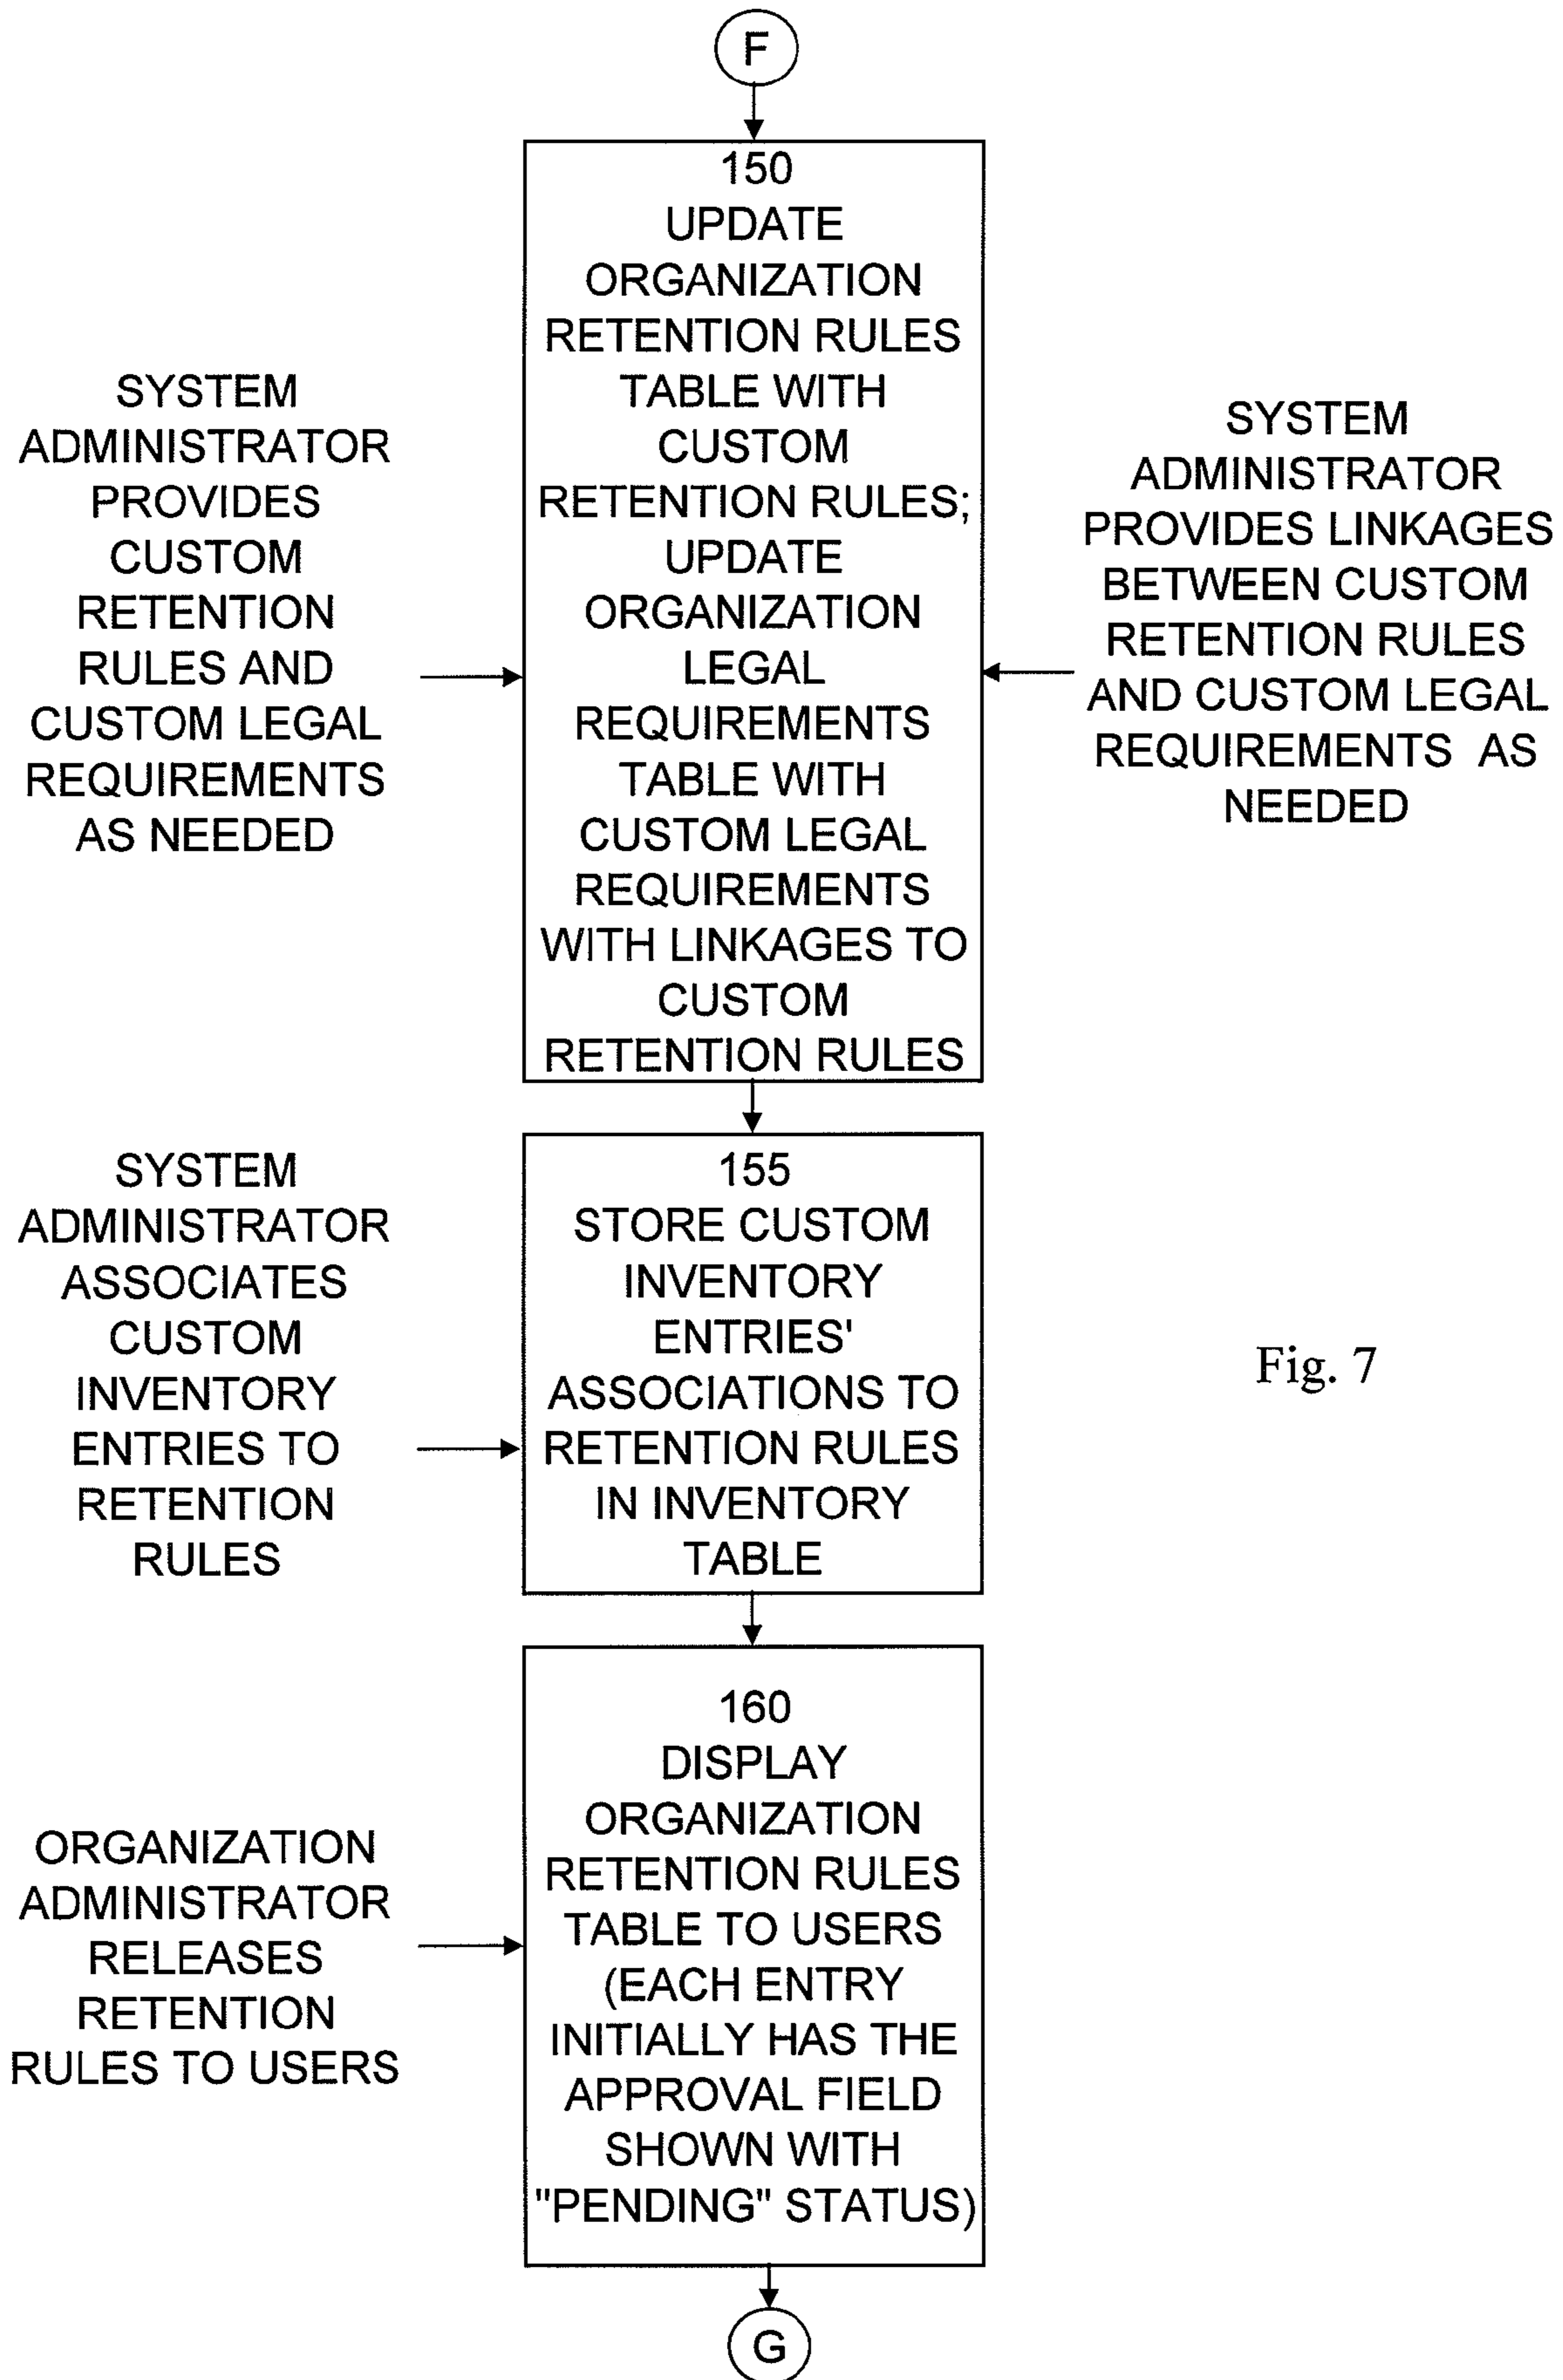 F
150
UPDATE
ORGANIZATION
RETENTION RULES
TABLE WITH
CUSTOM
RETENTION RULES;
UPDATE
ORGANIZATION
LEGAL
REQUIREMENTS
TABLE WITH
CUSTOM LEGAL
REQUIREMENTS
WITH LINKAGES TO
CUSTOM
RETENTION RULES
SYSTEM
ADMINISTRATOR
PROVIDES
CUSTOM
RETENTION
RULES AND
CUSTOM LEGAL
REQUIREMENTS
AS NEEDED
SYSTEM
ADMINISTRATOR
PROVIDES LINKAGES
BETWEEN CUSTOM
RETENTION RULES
AND CUSTOM LEGAL
REQUIREMENTS AS
NEEDED
SYSTEM
ADMINISTRATOR
ASSOCIATES
CUSTOM
INVENTORY
ENTRIES TO
RETENTION
RULES
155
STORE CUSTOM
INVENTORY
ENTRIES'
ASSOCIATIONS TO
RETENTION RULES
IN INVENTORY
TABLE
Fig. 7
ORGANIZATION
ADMINISTRATOR
RELEASES
RETENTION
RULES TO USERS
160
DISPLAY
ORGANIZATION
RETENTION RULES
TABLE TO USERS
(EACH ENTRY
INITIALLY HAS THE
APPROVAL FIELD
SHOWN WITH
"PENDING" STATUS)
G